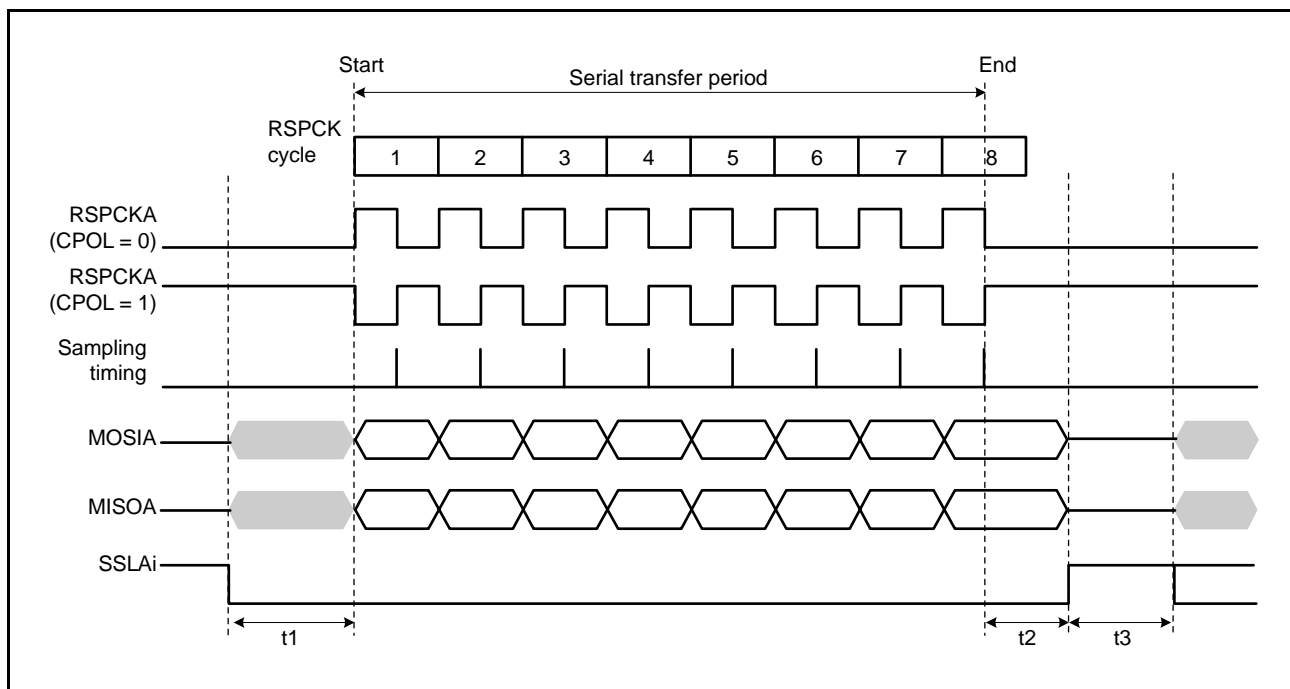 Start
End
Serial transfer period
RSPCK
cycle
1 2 3 4 5 6 7 8
RSPCKA
(CPOL = 0)
RSPCKA
(CPOL = 1)
Sampling
timing
MOSIA
MISOA
SSLAi
t1 t2 t3